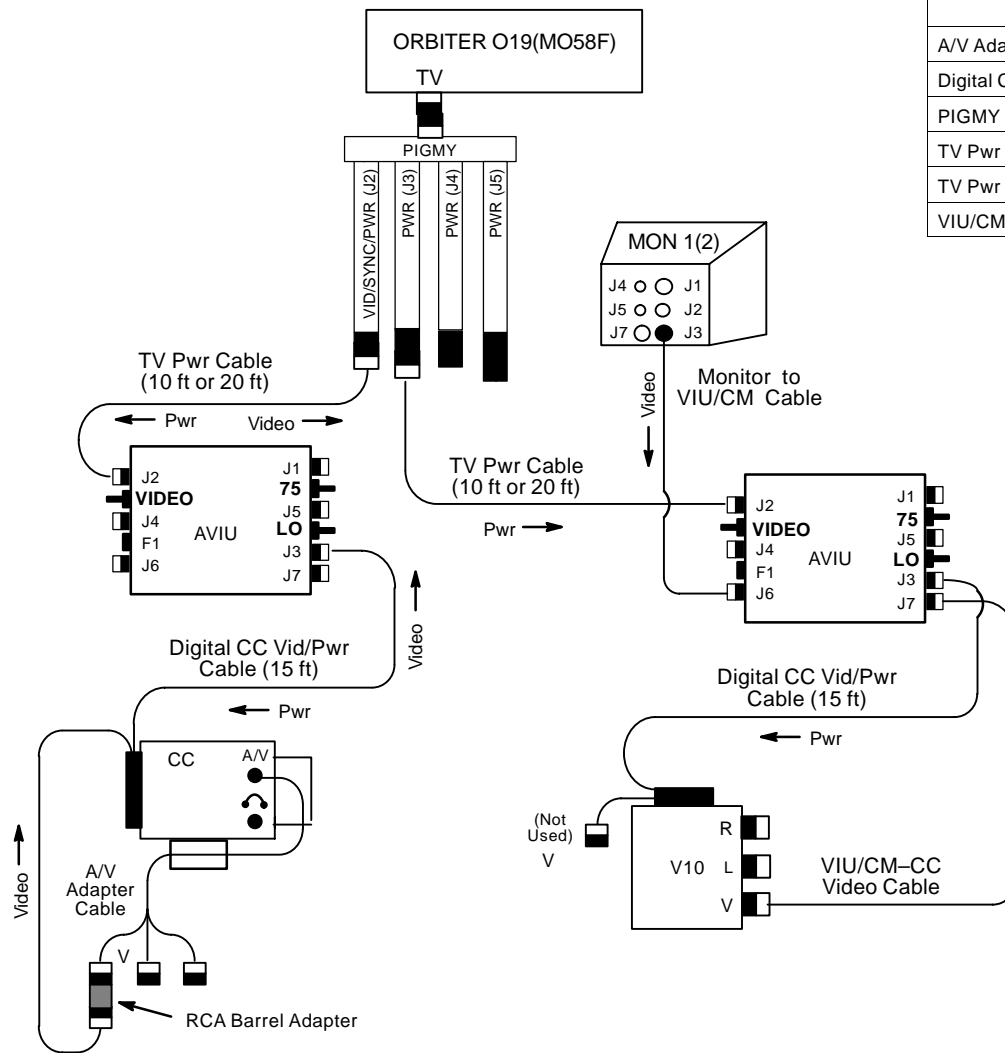 ORBITER O19(MO58F)
TV
PIGMY
VID/SYNC/PWR (J2)
PWR (J3)
PWR (J4)
PWR (J5)
A/V Ada
Digital C
PIGMY
TV Pwr
TV Pwr
VIU/CM
MON 1(2)
J4
J1
J5
J2
J7
J3
TV Pwr Cable
(10 ft or 20 ft)
Pwr
Video
Video
Monitor to
VIU/CM Cable
J2
VIDEO
J4
F1
J6
AVIU
J1
75
J5
LO
J3
J7
TV Pwr Cable
(10 ft or 20 ft)
Pwr
J2
VIDEO
J4
F1
J6
AVIU
J1
75
J5
LO
J3
J7
Video
Digital CC Vid/Pwr
Cable (15 ft)
Pwr
Digital CC Vid/Pwr
Cable (15 ft)
Pwr
CC
A/V
Video
A/V
Adapter
Cable
V
RCA Barrel Adapter
(Not
Used)
V
V10
R
L
V
VIU/CM–CC
Video Cable